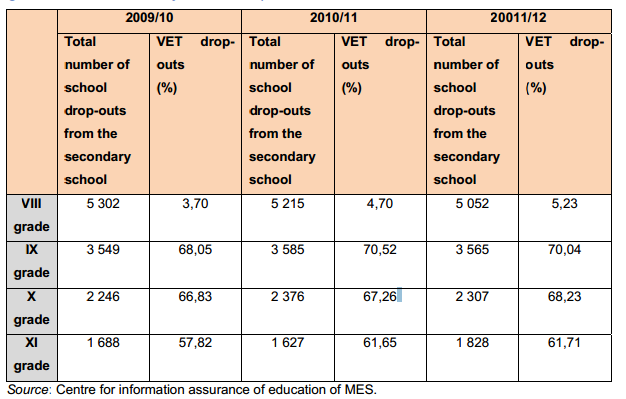 2009/10 2010/11 20011/12
Total VET drop- Total VET drop- Total VET drop-
number of outs number of outs number of outs
school (%) school (%) school (%)
drop-outs drop-outs drop-outs
from the from the from the
secondary secondary secondary
school school school
VIII 5 302 3,70 5 215 4,70 5 052 5,23
grade
IX 3 549 68,05 3 585 70,52 3 565 70,04
grade
X 2 246 66,83 2 376 67,26 2 307 68,23
grade
XI 1 688 57,82 1 627 61,65 1 828 61,71
grade
Source: Centre for information assurance of education of MES.